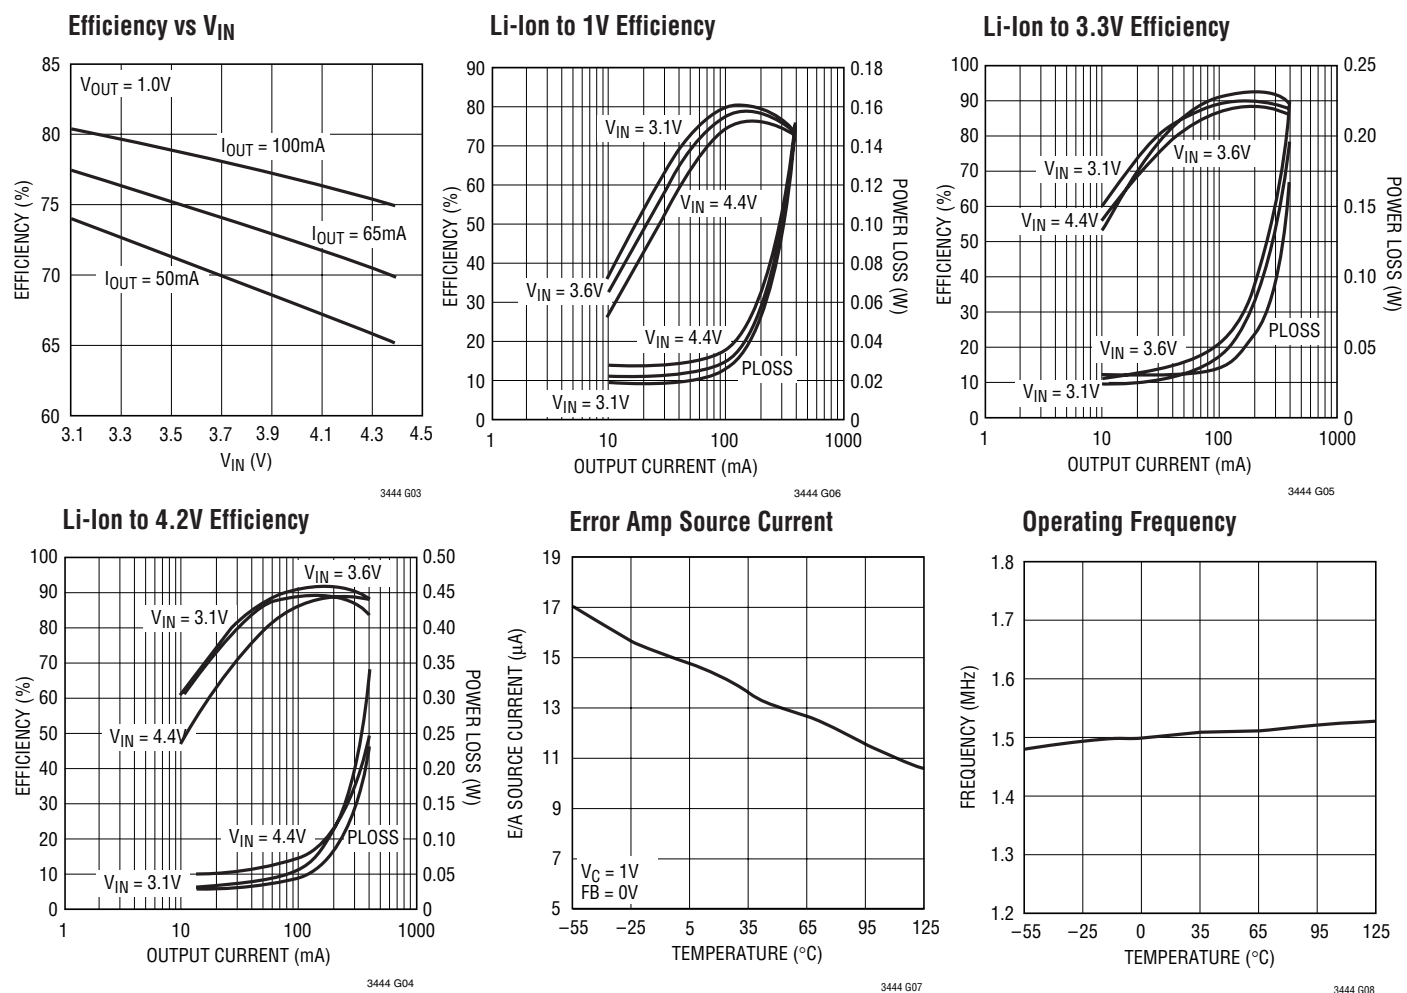 Efficiency vs VIN
85
80
75
70
65
60
EFFICIENCY (%)
VOUT = 1.0V
IOUT = 100mA
IOUT = 65mA
IOUT = 50mA
3.1 3.3 3.5 3.7 3.9 4.1 4.3 4.5
VIN (V)
3444 G03
Li-Ion to 1V Efficiency
90
80
70
60
50
40
30
20
10
0
EFFICIENCY (%)
VIN = 3.1V
VIN = 4.4V
VIN = 3.6V
VIN = 4.4V
PLOSS
VIN = 3.1V
0.18
0.16
0.14
0.12
0.10
0.08
0.06
0.04
0.02
0
POWER LOSS (W)
1 10 100 1000
OUTPUT CURRENT (mA)
3444 G06
Li-Ion to 3.3V Efficiency
100
90
80
70
60
50
40
30
20
10
0
EFFICIENCY (%)
VIN = 3.1V
VIN = 3.6V
VIN = 4.4V
PLOSS
VIN = 3.6V
VIN = 3.1V
0.25
0.20
0.15
0.10
0.05
0
POWER LOSS (W)
1 10 100 1000
OUTPUT CURRENT (mA)
3444 G05
Li-Ion to 4.2V Efficiency
100
90
80
70
60
50
40
30
20
10
0
EFFICIENCY (%)
VIN = 3.6V
VIN = 3.1V
VIN = 4.4V
VIN = 4.4V
PLOSS
VIN = 3.1V
0.50
0.45
0.40
0.35
0.30
0.25
0.20
0.15
0.10
0.05
0
POWER LOSS (W)
1 10 100 1000
OUTPUT CURRENT (mA)
3444 G04
Error Amp Source Current
19
17
15
13
11
9
7
5
E/A SOURCE CURRENT (µA)
VC = 1V
FB = 0V
–55 –25 5 35 65 95 125
TEMPERATURE (°C)
3444 G07
Operating Frequency
1.8
1.7
1.6
1.5
1.4
1.3
1.2
FREQUENCY (MHz)
–55 –25 0 35 65 95 125
TEMPERATURE (°C)
3444 G08